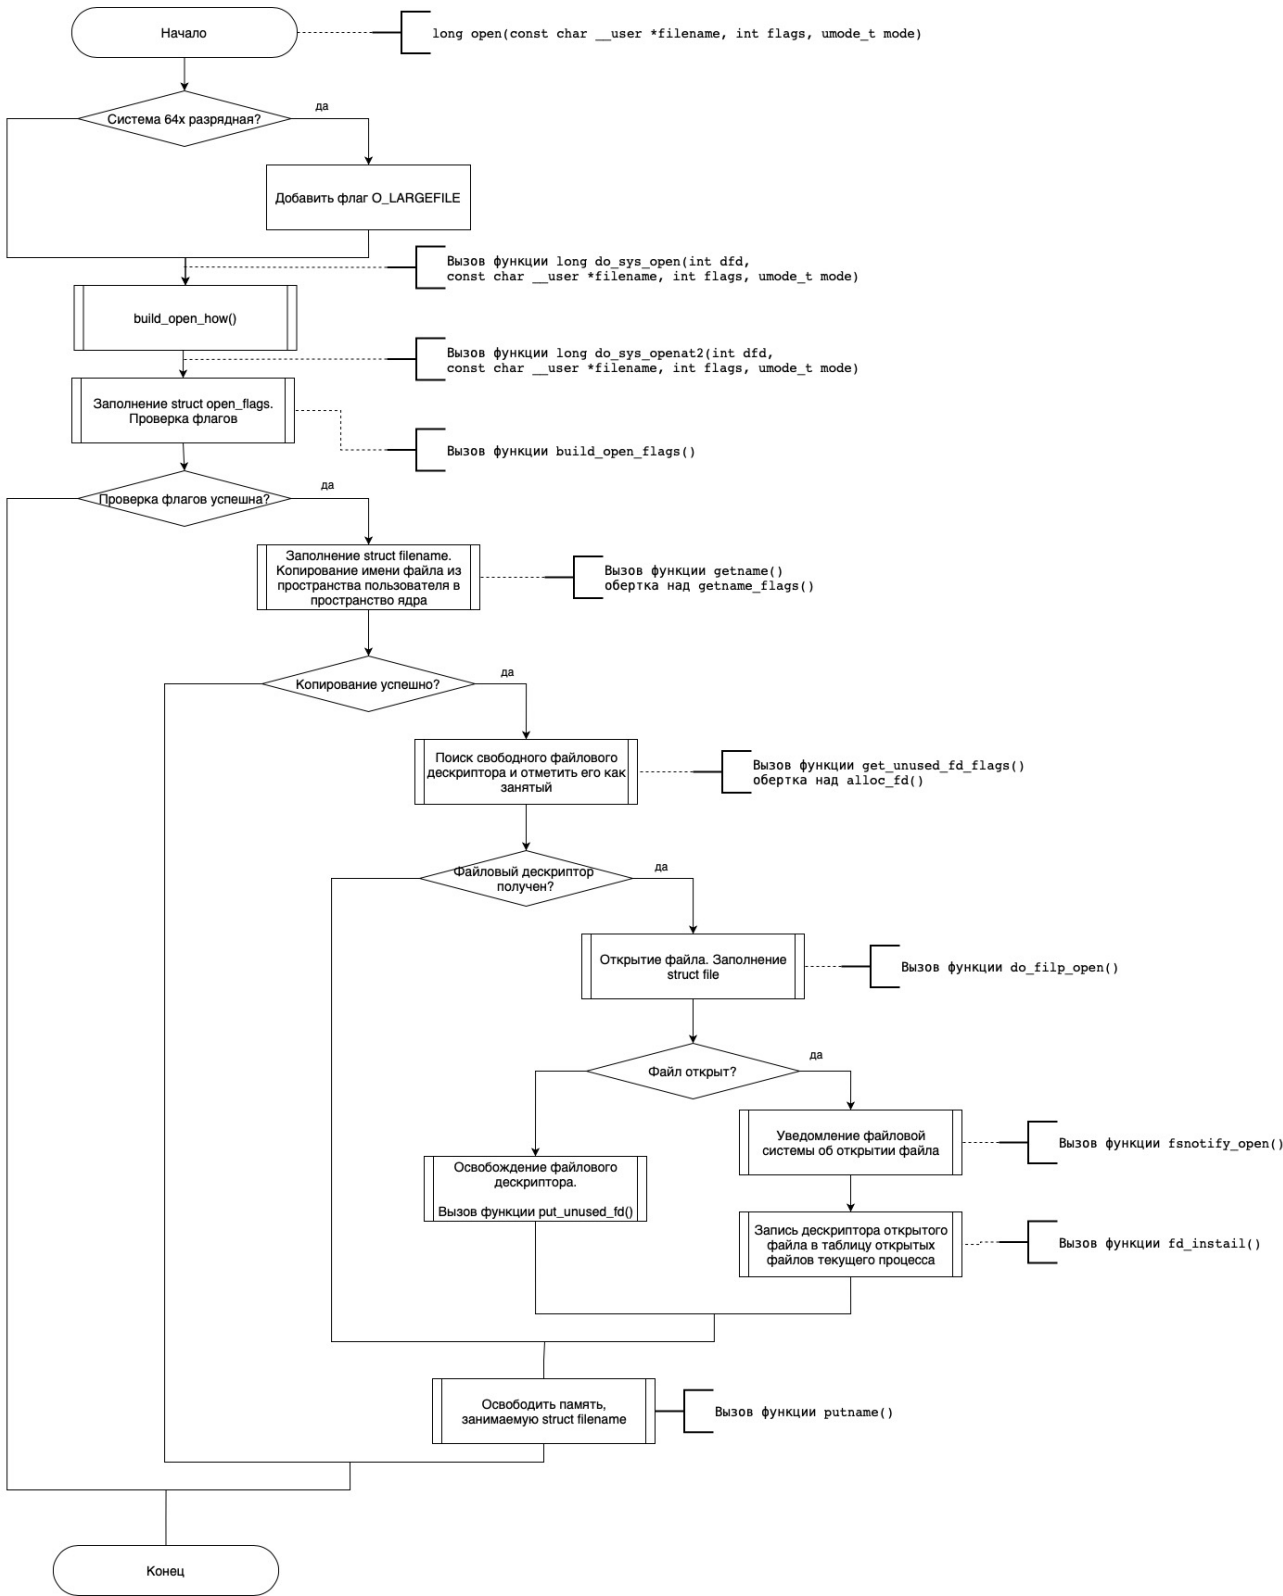 Начало
long open(const char __user *filename, int flags, umode_t mode)
Система 64х разрядная?
да
Добавить флаг O_LARGEFILE
Вызов функции long do_sys_open(int dfd,
const char __user *filename, int flags, umode_t mode)
build_open_how()
Вызов функции long do_sys_openat2(int dfd,
const char __user *filename, int flags, umode_t mode)
Заполнение struct open_flags.
Проверка флагов
Вызов функции build_open_flags()
Проверка флагов успешна?
да
Заполнение struct filename.
Копирование имени файла из
пространства пользователя в
пространство ядра
Вызов функции getname()
обертка над getname_flags()
Копирование успешно?
да
Поиск свободного файлового
дескриптора и отметить его как
занятый
Вызов функции get_unused_fd_flags()
обертка над alloc_fd()
Файловый дескриптор
получен?
да
Открытие файла. Заполнение
struct file
Вызов функции do_filp_open()
Файл открыт?
да
Уведомление файловой
системы об открытии файла
Вызов функции fsnotify_open()
Освобождение файлового
дескриптора.
Вызов функции put_unused_fd()
Запись дескриптора открытого
файла в таблицу открытых
файлов текущего процесса
Вызов функции fd_instail()
Освободить память,
занимаемую struct filename
Вызов функции putname()
Конец